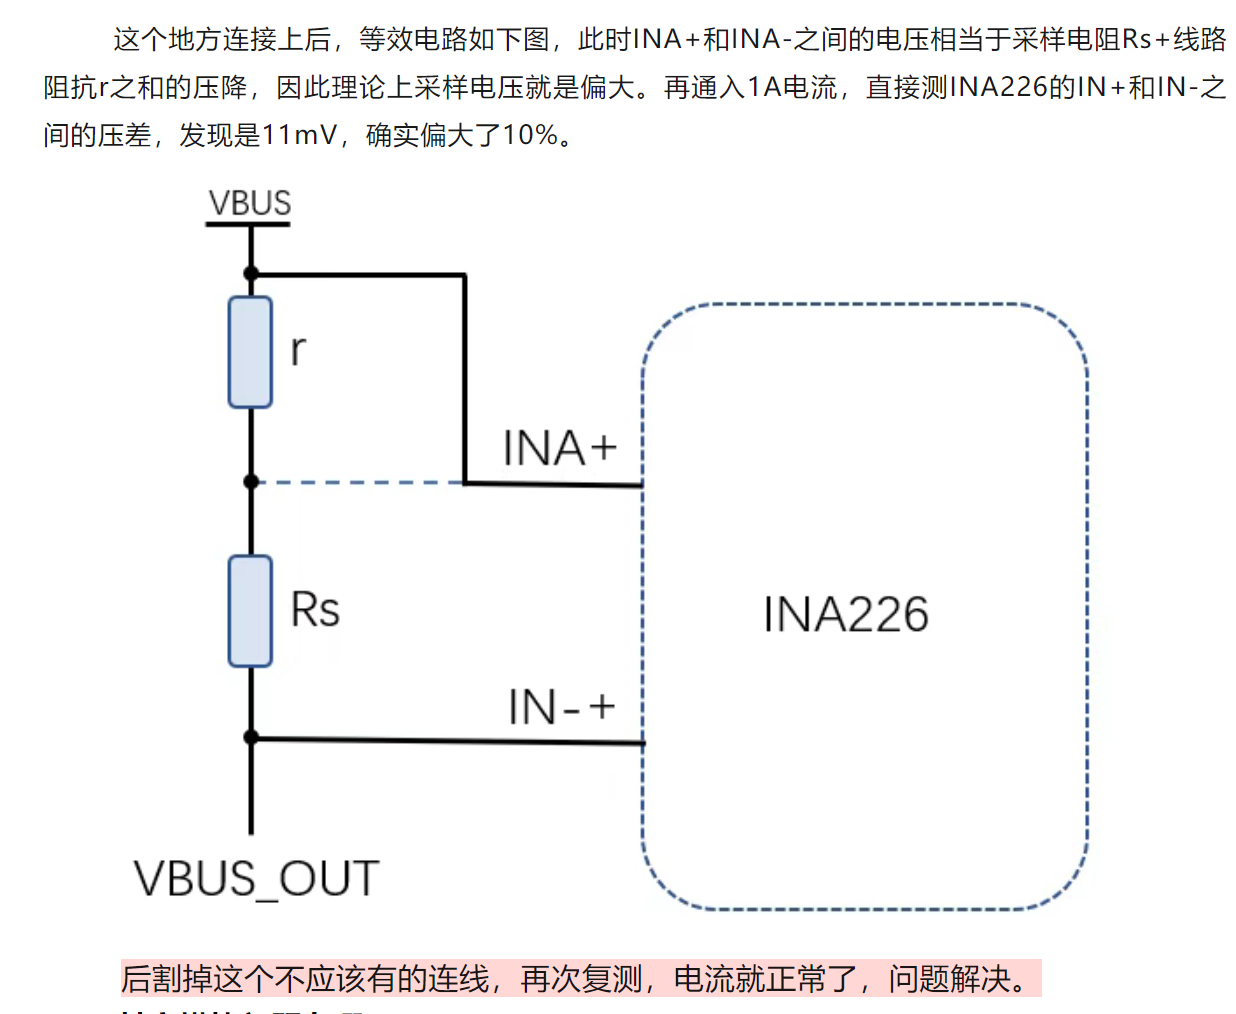 这个地方连接上后，等效电路如下图，此时INA+和INA-之间的电压相当于采样电阻Rs+线路
阻抗r之和的压降，因此理论上采样电压就是偏大。再通入1A电流，直接测INA226的IN+和IN-之
间的压差，发现是11mV，确实偏大了10%。
VBUS
r
INA+
Rs
INA226
IN-+
VBUS_OUT
后割掉这个不应该有的连线，再次复测，电流就正常了，问题解决。